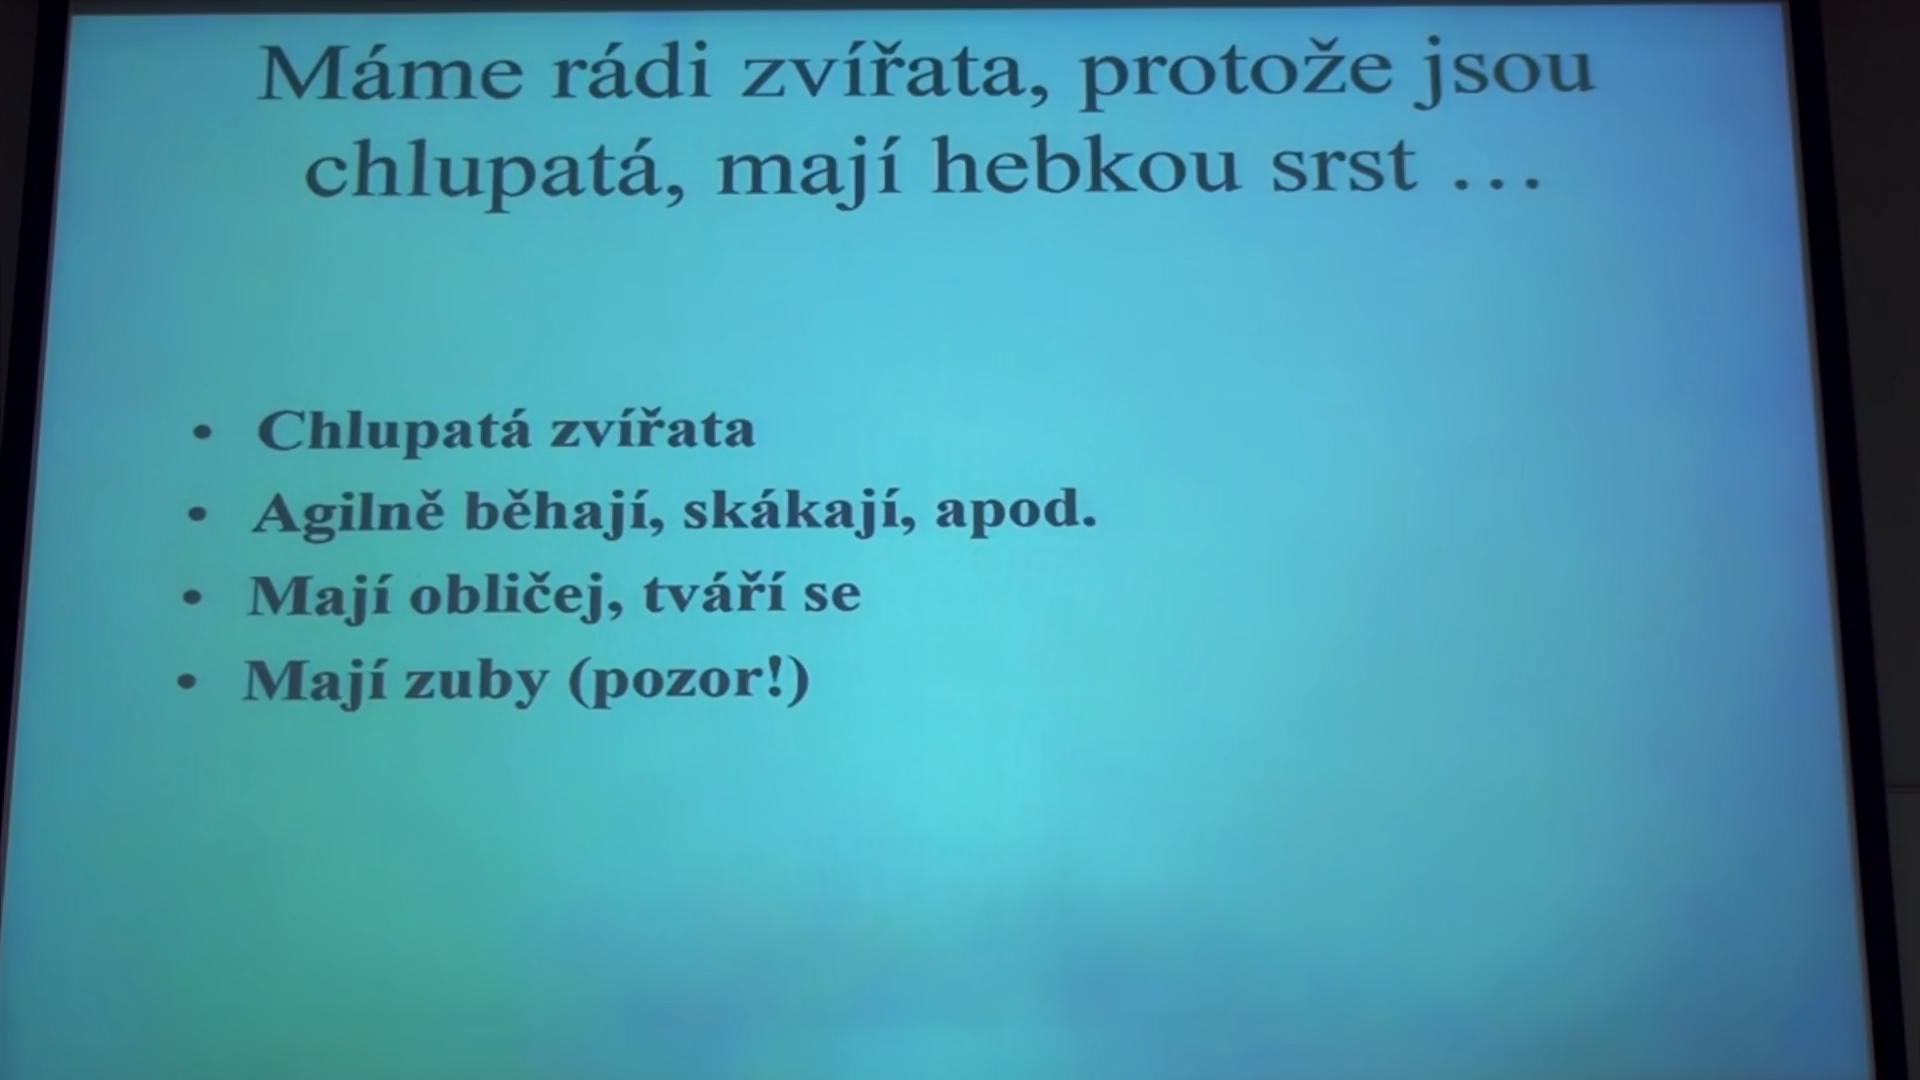 Máme rádi zvířata, protože jsou
chlupatá, mají hebkou srst ...
• Chlupatá zvířata
• Agilně běhají, skákají, apod.
• Mají obličej, tváří se
• Mají zuby (pozor!)